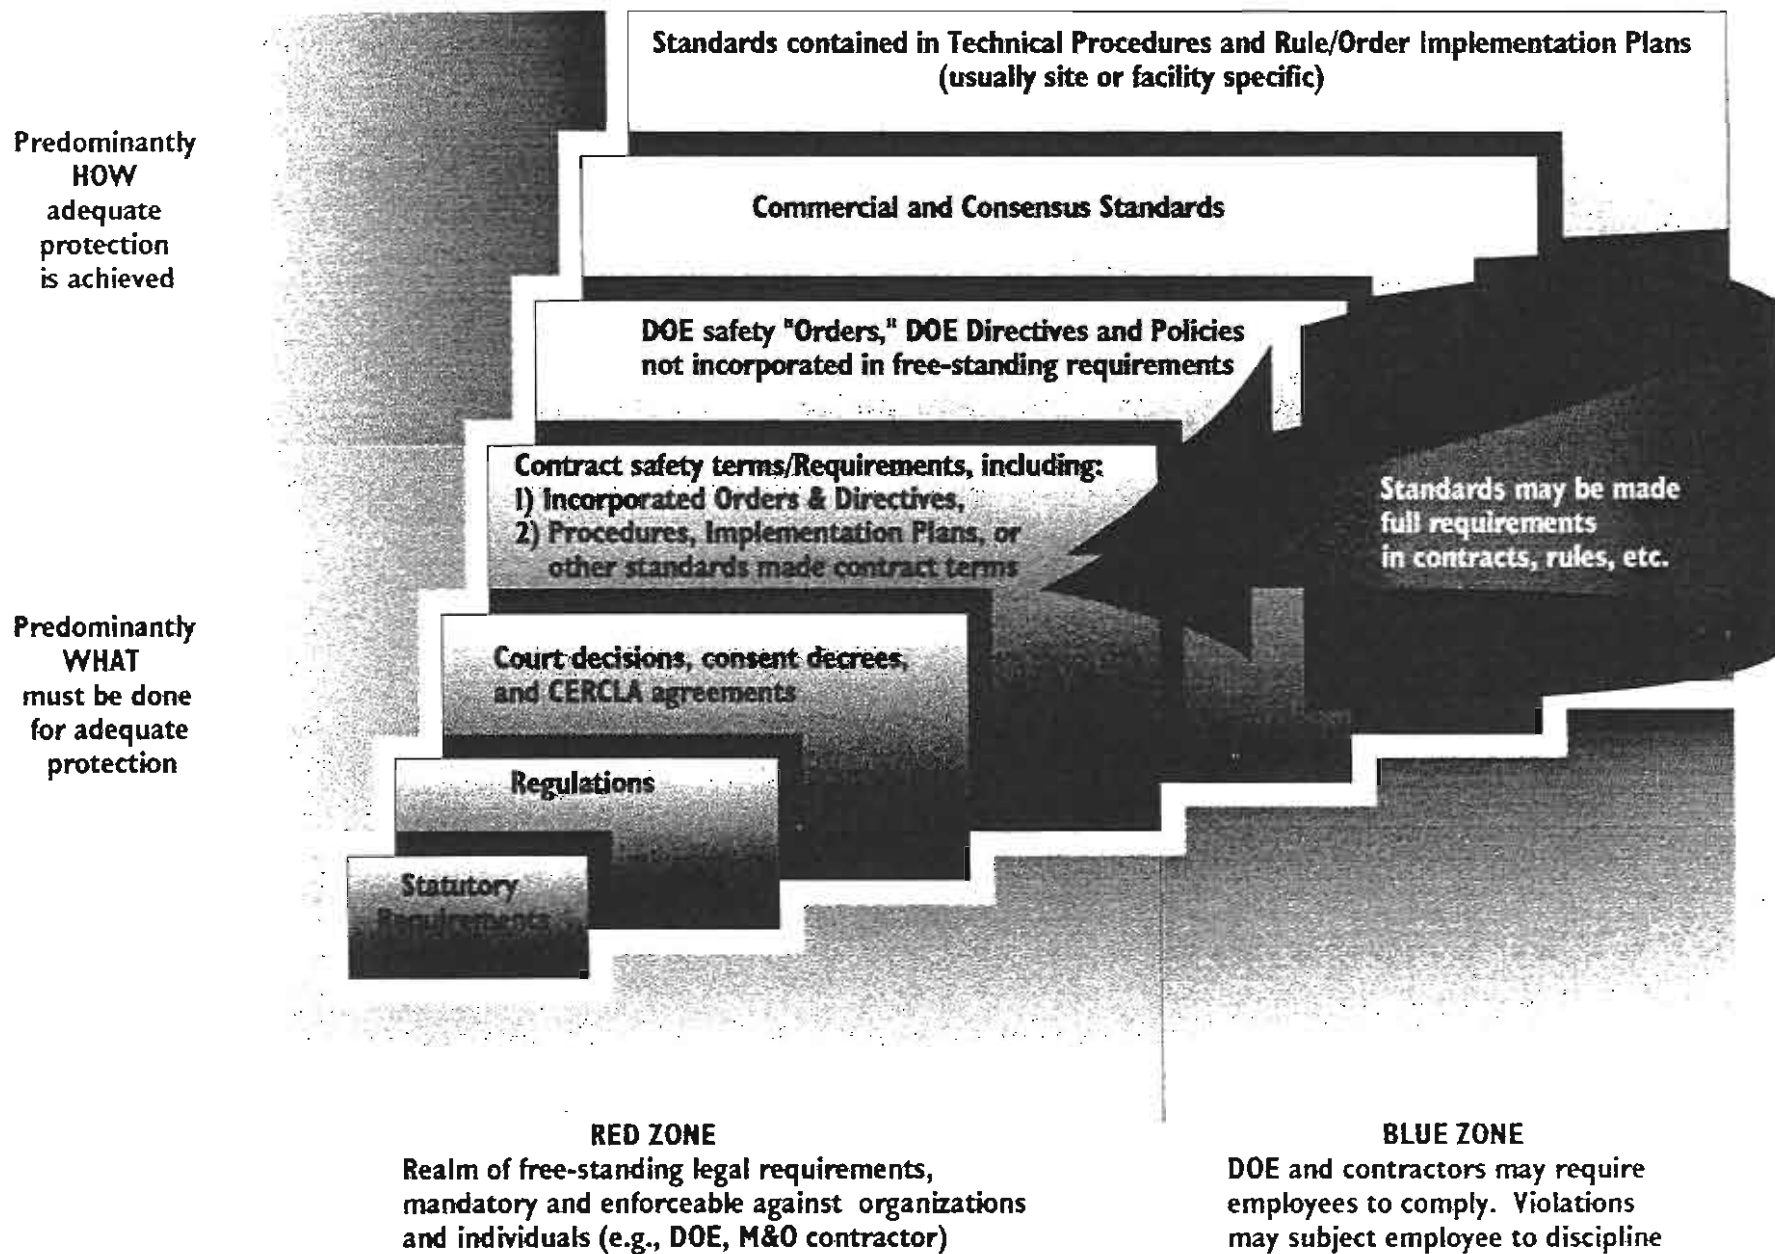 Standards contained in Technical Procedures and Rule/Order Implementation Plans
(usually site or facility specific)
Predominantly
HOW
adequate
protection
is achieved
Commercial and Consensus Standards
DOE safety "Orders," DOE Directives and Policies
not incorporated in free-standing requirements
Contract safety terms/Requirements, including:
1) Incorporated Orders & Directives,
2) Procedures, Implementation Plans, or
other standards made contract terms
Standards may be made
full requirements
in contracts, rules, etc.
Predominantly
WHAT
must be done
for adequate
protection
Court decisions, consent decrees,
and CERCLA agreements
Regulations
Statutory
Requirements
RED ZONE
Realm of free-standing legal requirements,
mandatory and enforceable against organizations
and individuals (e.g., DOE, M&O contractor)
BLUE ZONE
DOE and contractors may require
employees to comply. Violations
may subject employee to discipline